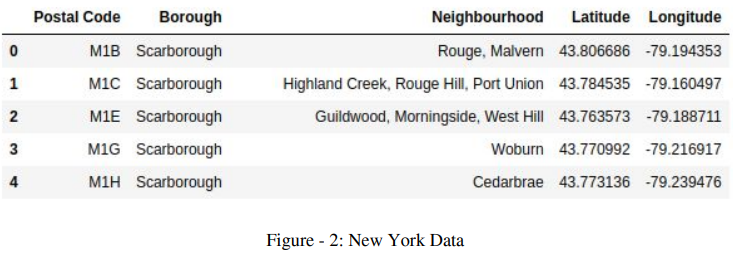 Postal Code Borough Neighbourhood Latitude Longitude
0 M1B Scarborough Rouge, Malvern 43.806686 -79.194353
1 M1C Scarborough Highland Creek, Rouge Hill, Port Union 43.784535 -79.160497
2 M1E Scarborough Guildwood, Morningside, West Hill 43.763573 -79.188711
3 M1G Scarborough Woburn 43.770992 -79.216917
4 M1H Scarborough Cedarbrae 43.773136 -79.239476
Figure - 2: New York Data